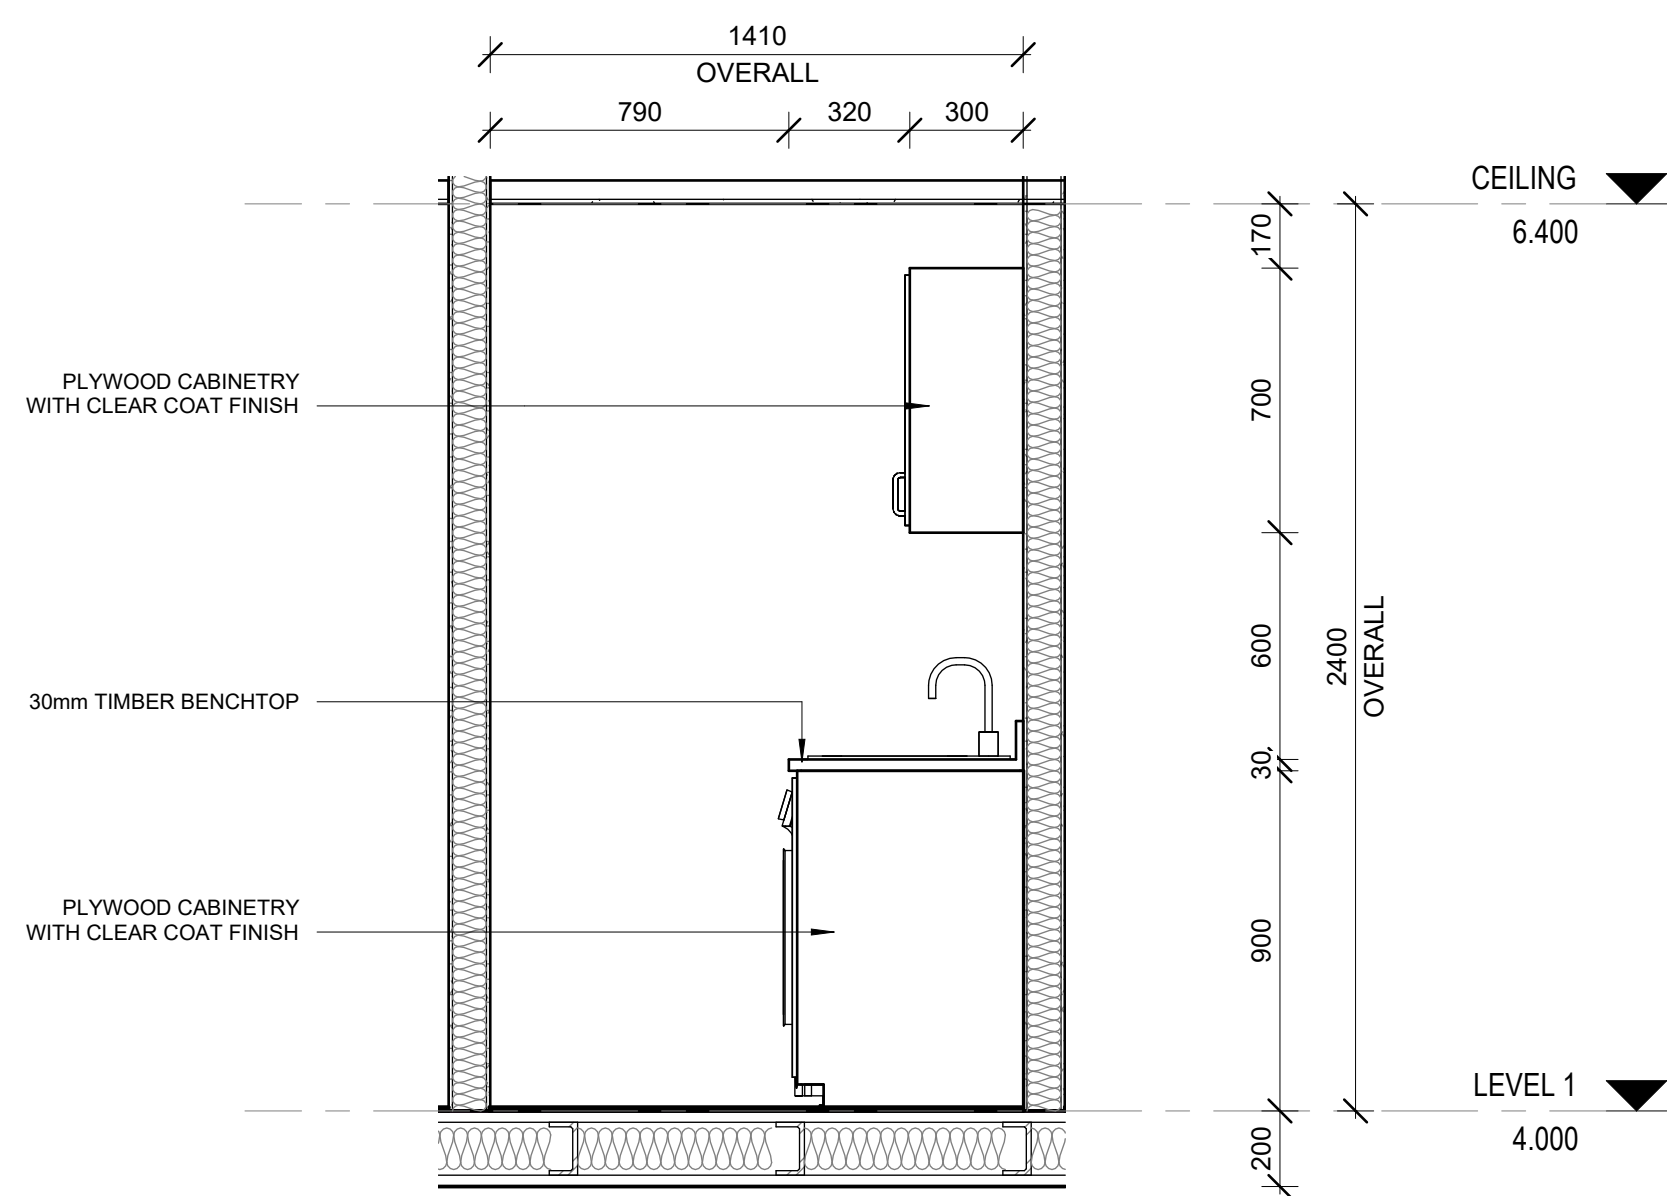 1410
OVERALL
790
320
300
CEILING
6.400
170
PLYWOOD CABINETRY
WITH CLEAR COAT FINISH
700
600
2400
OVERALL
30mm TIMBER BENCHTOP
30
PLYWOOD CABINETRY
WITH CLEAR COAT FINISH
900
LEVEL 1
4.000
200